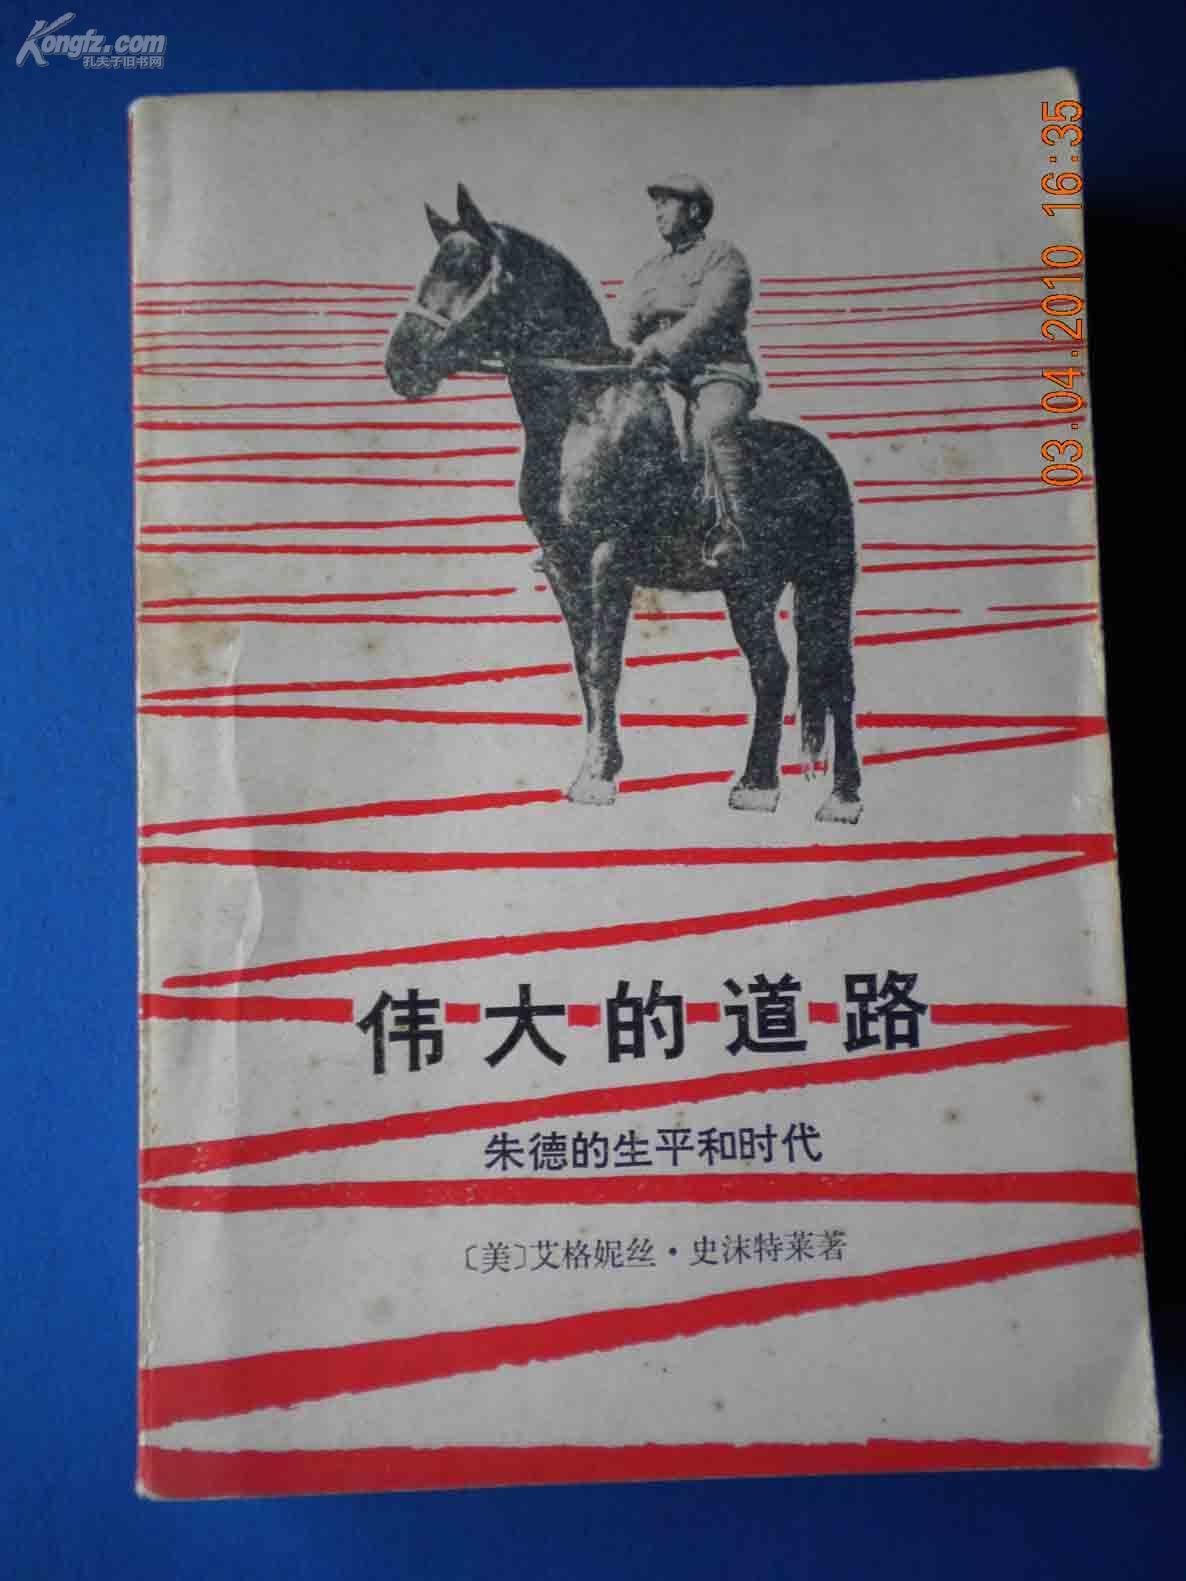 Kongfz.com
孔夫子旧书网
03.04.2010 16:35
伟大的道路
朱德的生平和时代
〔美〕艾格妮丝·史沫特莱著